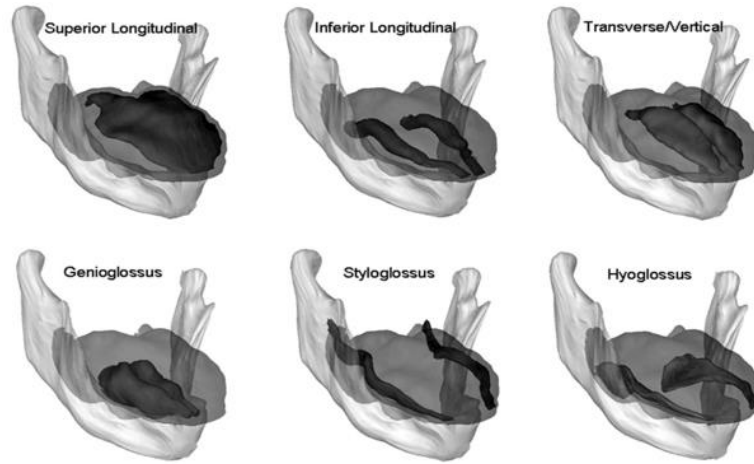 Superior Longitudinal
Inferior Longitudinal
Transverse/Vertical
Genioglossus
Styloglossus
Hyoglossus